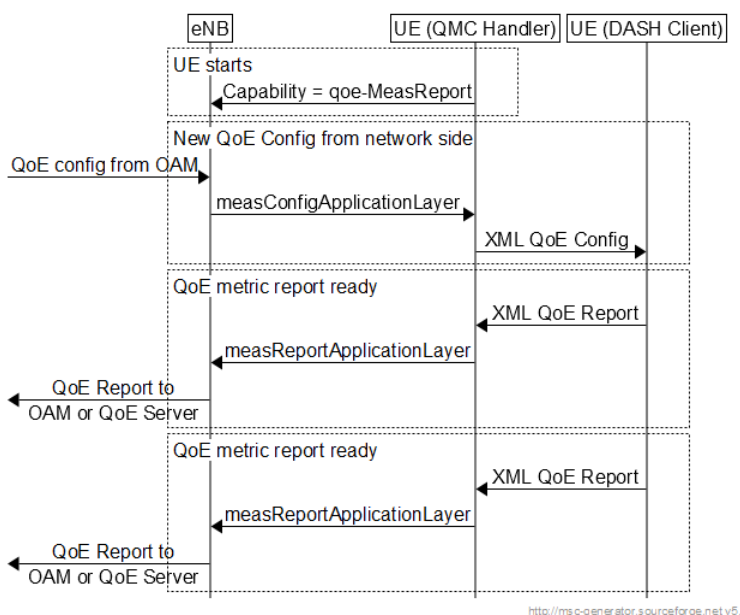 eNB
UE (QMC Handler)
UE (DASH Client)
UE starts
Capability = qoe-MeasReport
New QoE Config from network side
QoE config from OAM
measConfigApplicationLayer
XML QoE Config
QoE metric report ready
XML QoE Report
measReportApplicationLayer
QoE Report to
OAM or QoE Server
QoE metric report ready
XML QoE Report
measReportApplicationLayer
QoE Report to
OAM or QoE Server
http://msc-generator.sourceforge.net v5.